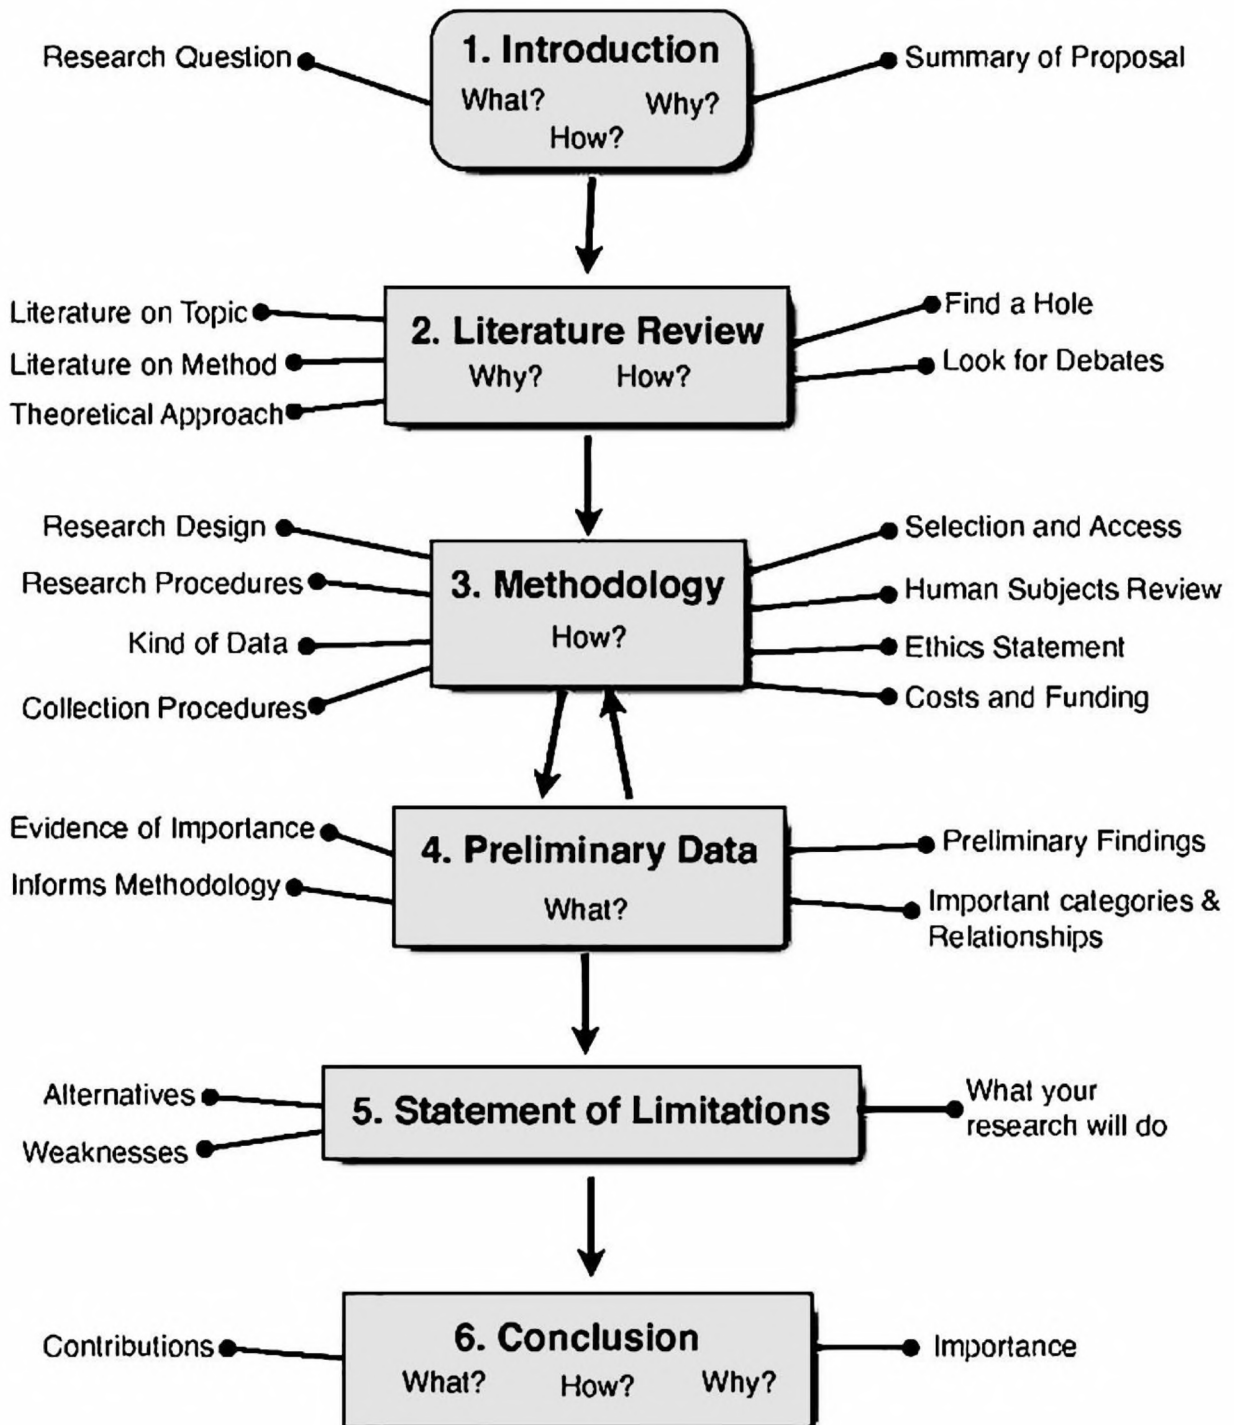 1. Introduction
Research Question
Summary of Proposal
What?
Why?
How?
2. Literature Review
Literature on Topic
Literature on Method
Theoretical Approach
Why?
How?
Find a Hole
Look for Debates
3. Methodology
How?
Research Design
Research Procedures
Kind of Data
Collection Procedures
Selection and Access
Human Subjects Review
Ethics Statement
Costs and Funding
4. Preliminary Data
What?
Evidence of Importance
Informs Methodology
Preliminary Findings
Important categories &
Relationships
5. Statement of Limitations
Alternatives
Weaknesses
What your
research will do
6. Conclusion
Contributions
What?
How?
Why?
Importance